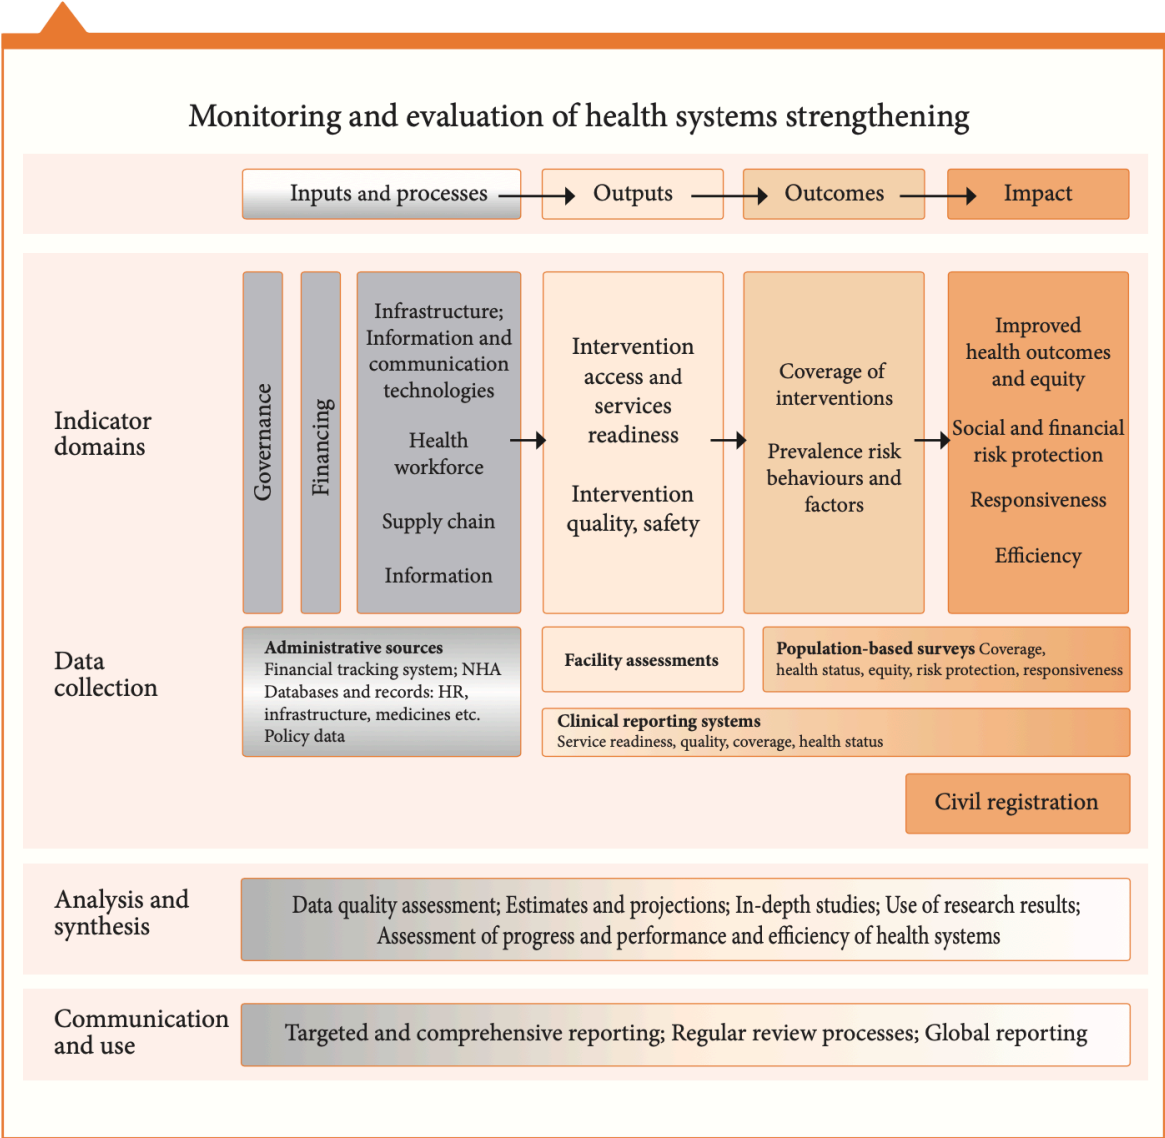 Monitoring and evaluation of health systems strengthening
Inputs and processes
Outputs
Outcomes
Impact
Indicator
domains
Governance
Financing
Infrastructure;
Information and
communication
technologies
Health
workforce
Supply chain
Information
Intervention
access and
services
readiness
Intervention
quality, safety
Coverage of
interventions
Prevalence risk
behaviours and
factors
Improved
health outcomes
and equity
Social and financial
risk protection
Responsiveness
Efficiency
Data
collection
Administrative sources
Financial tracking system; NHA
Databases and records: HR,
infrastructure, medicines etc.
Policy data
Facility assessments
Population-based surveys Coverage,
health status, equity, risk protection, responsiveness
Clinical reporting systems
Service readiness, quality, coverage, health status
Civil registration
Analysis and
synthesis
Data quality assessment; Estimates and projections; In-depth studies; Use of research results;
Assessment of progress and performance and efficiency of health systems
Communication
and use
Targeted and comprehensive reporting; Regular review processes; Global reporting